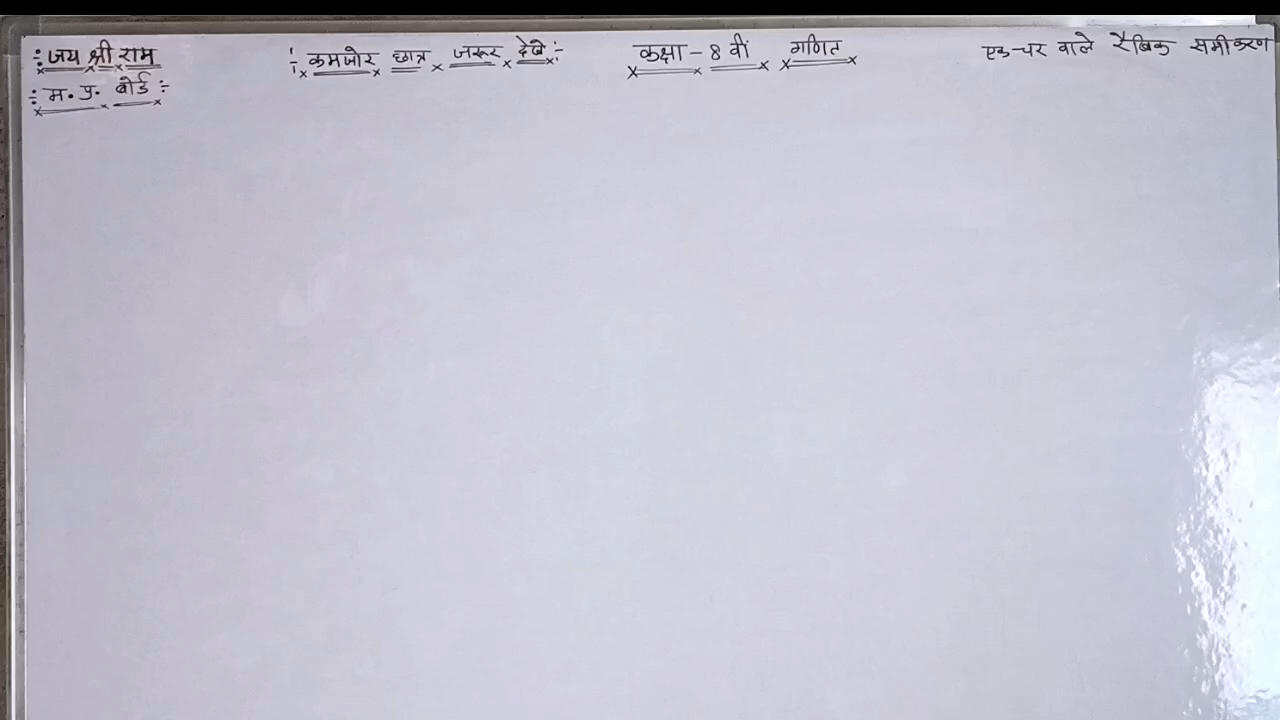 ÷ जय श्री राम
÷ कमजोर छात्र जरूर देखे ÷
कक्षा - 8 वीं गणित
एक-चर वाले रैखिक समीकरण
÷ म. प्र. बोर्ड ÷